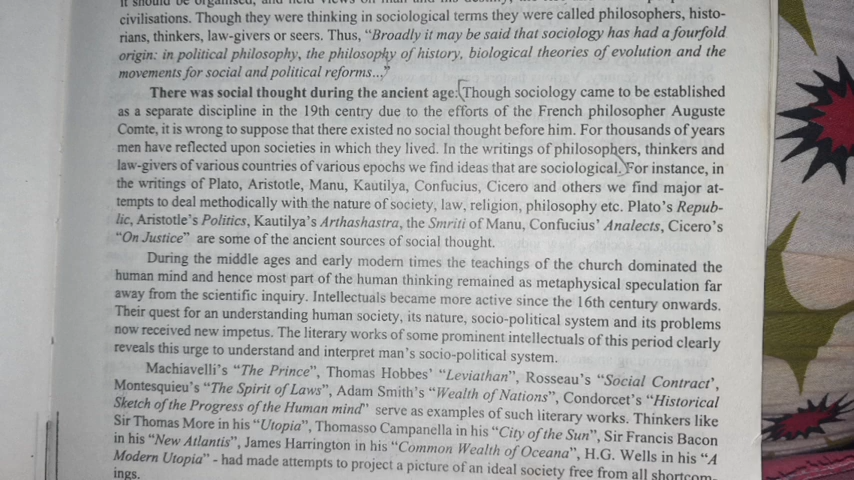 it should be organised, and held views on man and his destiny, the rise and
civilisations. Though they were thinking in sociological terms they were called philosophers, histo-
rians, thinkers, law-givers or seers. Thus, "Broadly it may be said that sociology has had a fourfold
origin: in political philosophy, the philosophy of history, biological theories of evolution and the
movements for social and political reforms..,"
There was social thought during the ancient age: Though sociology came to be established
as a separate discipline in the 19th centry due to the efforts of the French philosopher Auguste
Comte, it is wrong to suppose that there existed no social thought before him. For thousands of years
men have reflected upon societies in which they lived. In the writings of philosophers, thinkers and
law-givers of various countries of various epochs we find ideas that are sociological. For instance, in
the writings of Plato, Aristotle, Manu, Kautilya, Confucius, Cicero and others we find major at-
tempts to deal methodically with the nature of society, law, religion, philosophy etc. Plato's Repub-
lic, Aristotle's Politics, Kautilya's Arthashastra, the Smriti of Manu, Confucius' Analects, Cicero's
"On Justice" are some of the ancient sources of social thought.
During the middle ages and early modern times the teachings of the church dominated the
human mind and hence most part of the human thinking remained as metaphysical speculation far
away from the scientific inquiry. Intellectuals became more active since the 16th century onwards.
Their quest for an understanding human society, its nature, socio-political system and its problems
now received new impetus. The literary works of some prominent intellectuals of this period clearly
reveals this urge to understand and interpret man's socio-political system.
Machiavelli's "The Prince", Thomas Hobbes' "Leviathan", Rosseau's "Social Contract',
Montesquieu's "The Spirit of Laws", Adam Smith's "Wealth of Nations", Condorcet's "Historical
Sketch of the Progress of the Human mind" serve as examples of such literary works. Thinkers like
Sir Thomas More in his "Utopia", Thomasso Campanella in his "City of the Sun", Sir Francis Bacon
in his "New Atlantis", James Harrington in his "Common Wealth of Oceana", H.G. Wells in his "A
Modern Utopia" - had made attempts to project a picture of an ideal society free from all shortcom-
ings.